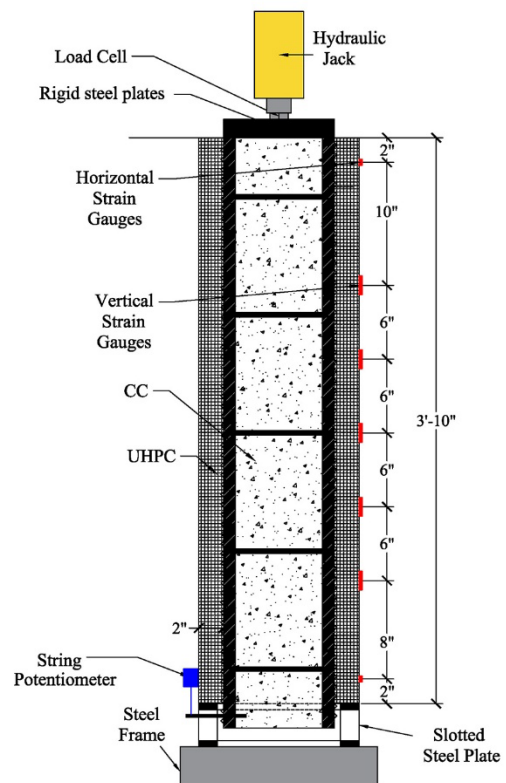 Hydraulic
Jack
Load Cell
Rigid steel plates
2"
Horizontal
Strain
Gauges
10"
Vertical
Strain
Gauges
6"
6"
CC
3'-10"
6"
UHPC
6"
2"
8"
String
Potentiometer
2"
Steel
Frame
Slotted
Steel Plate